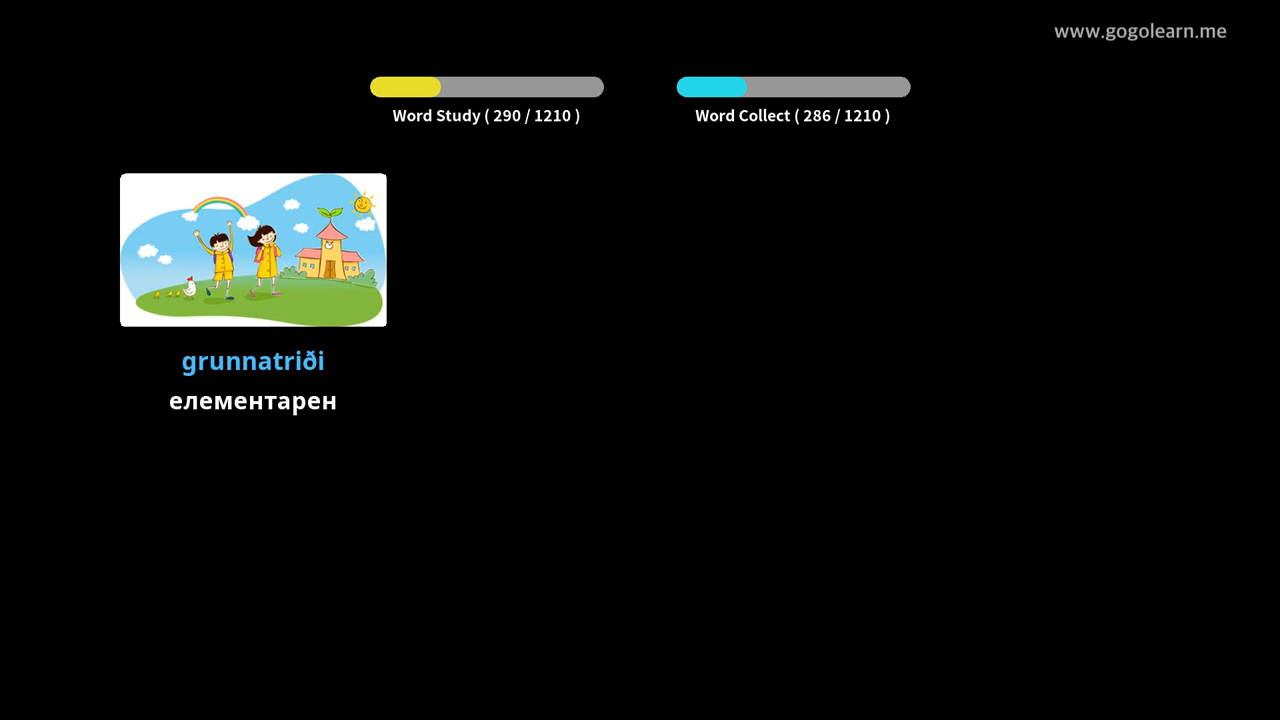 www.gogolearn.me
Word Study ( 290 / 1210 )
Word Collect ( 286 / 1210 )
grunnatriði
елементарен